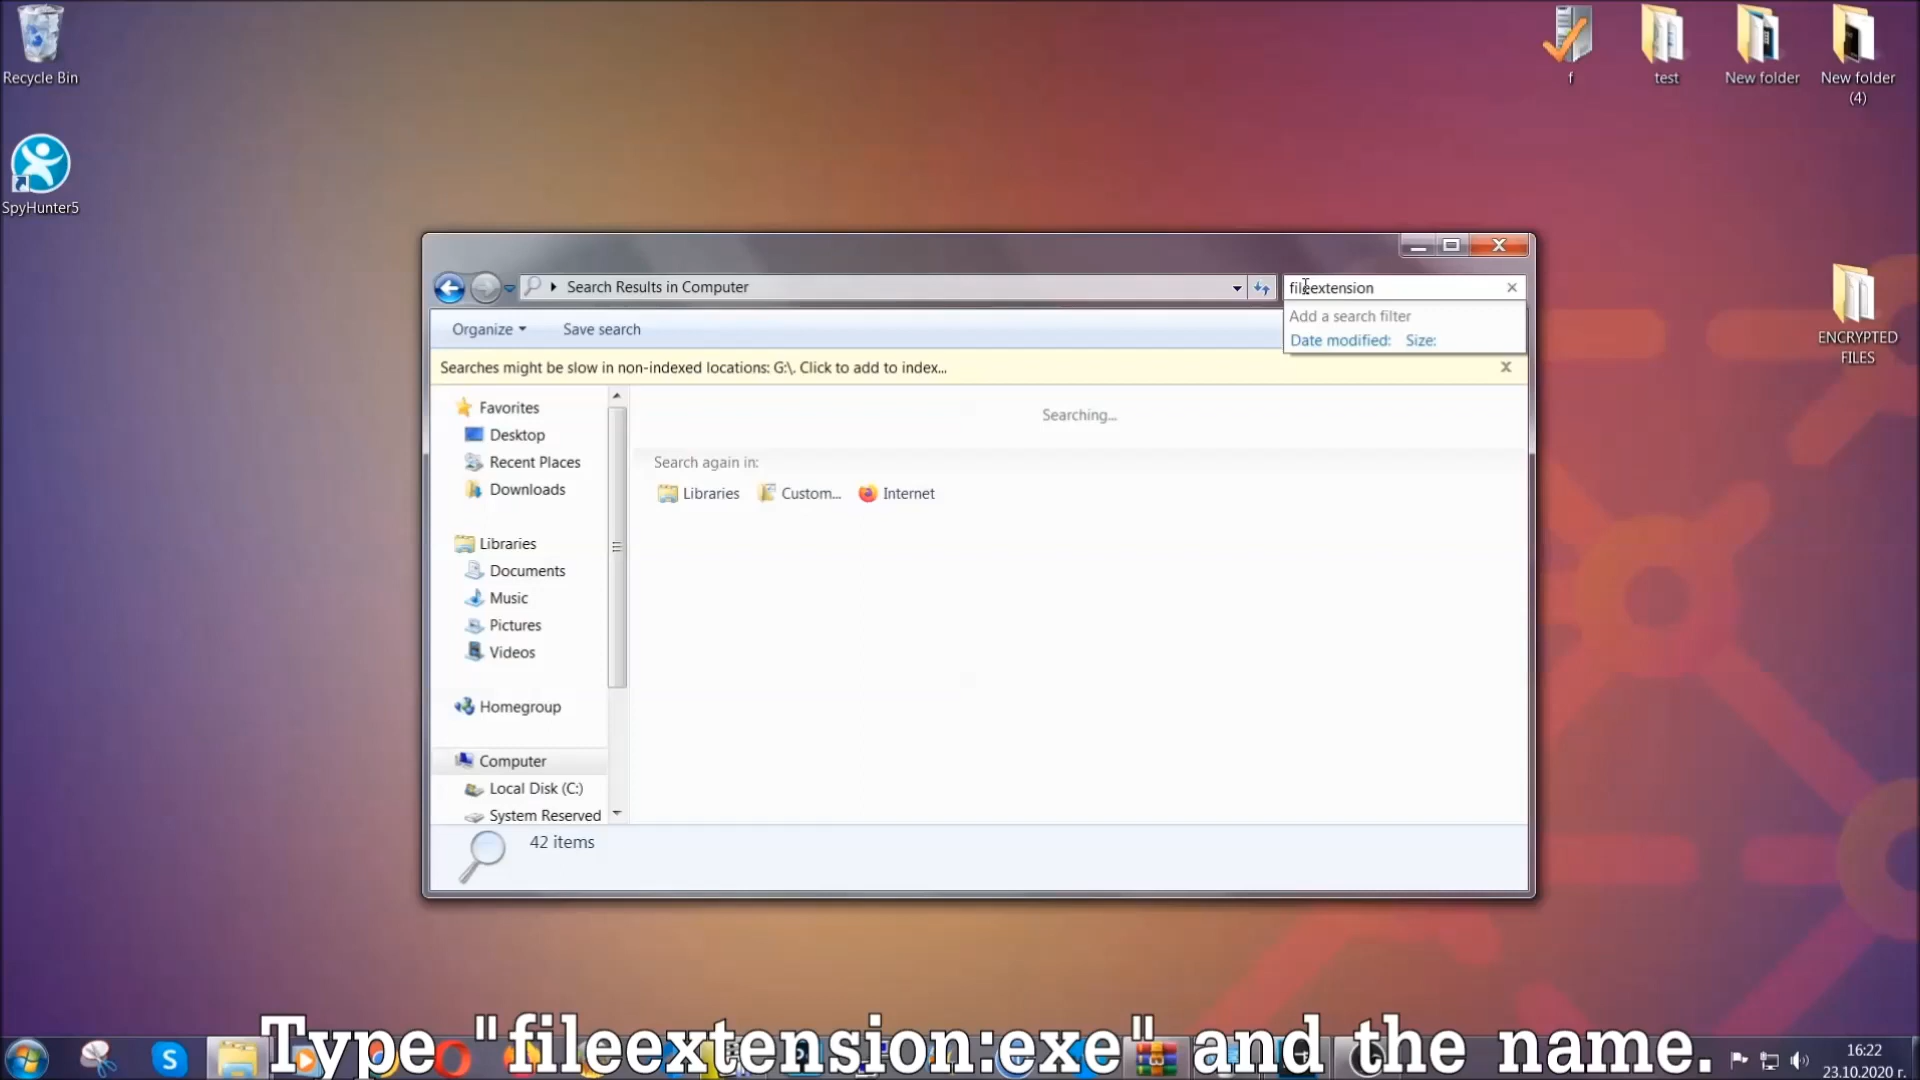 Recycle Bin
SpyHunter5
f
test
New folder
New folder
(4)
ENCRYPTED
FILES
Search Results in Computer
fileextension
Add a search filter
Date modified: Size:
Organize
Save search
Searches might be slow in non-indexed locations: G:\. Click to add to index...
Favorites
Desktop
Recent Places
Downloads
Libraries
Documents
Music
Pictures
Videos
Homegroup
Computer
Local Disk (C:)
System Reserved
Searching...
Search again in:
Libraries Custom... Internet
42 items
Type "fileextension:exe" and the name.
16:22
23.10.2020 г.